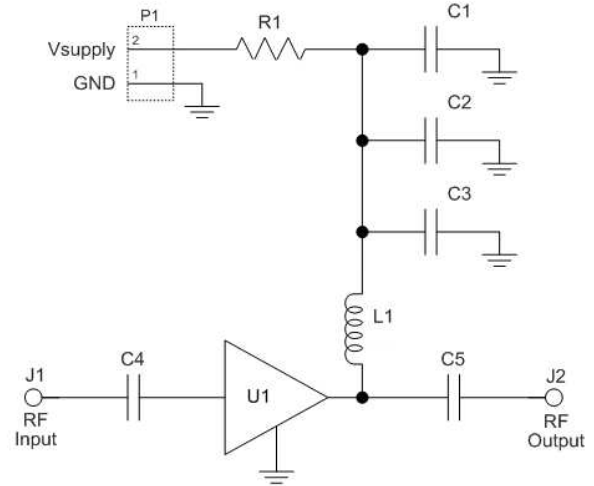 P1
R1
C1
Vsupply
2
GND
1
C2
C3
L1
C4
C5
J1
U1
J2
RF
Input
RF
Output